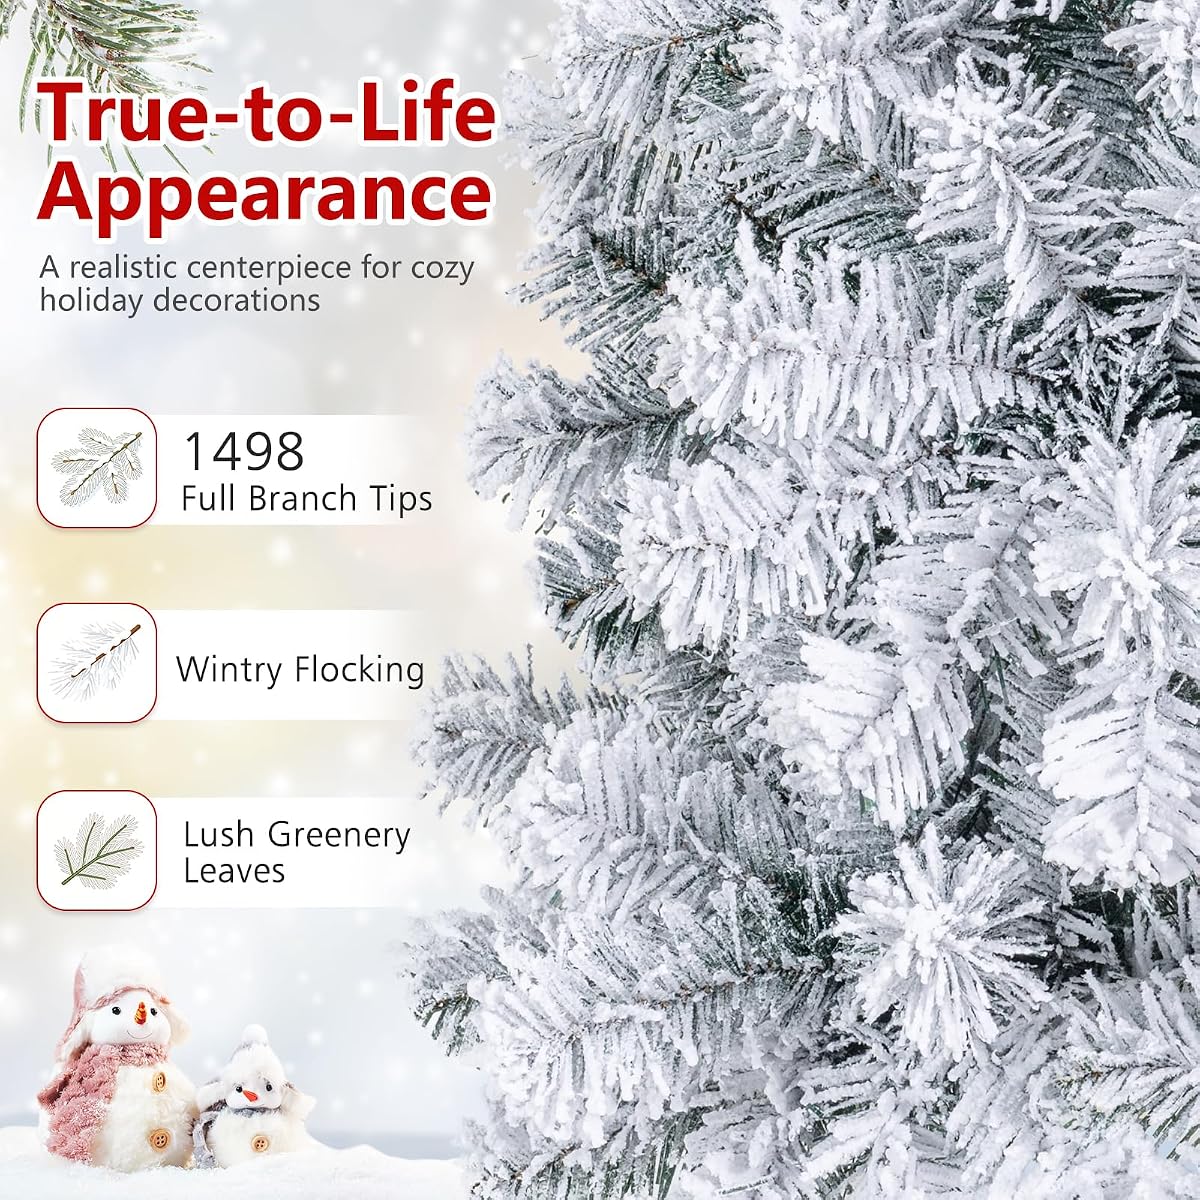 True-to-Life
Appearance
A realistic centerpiece for cozy
holiday decorations
1498
Full Branch Tips
Wintry Flocking
Lush Greenery
Leaves